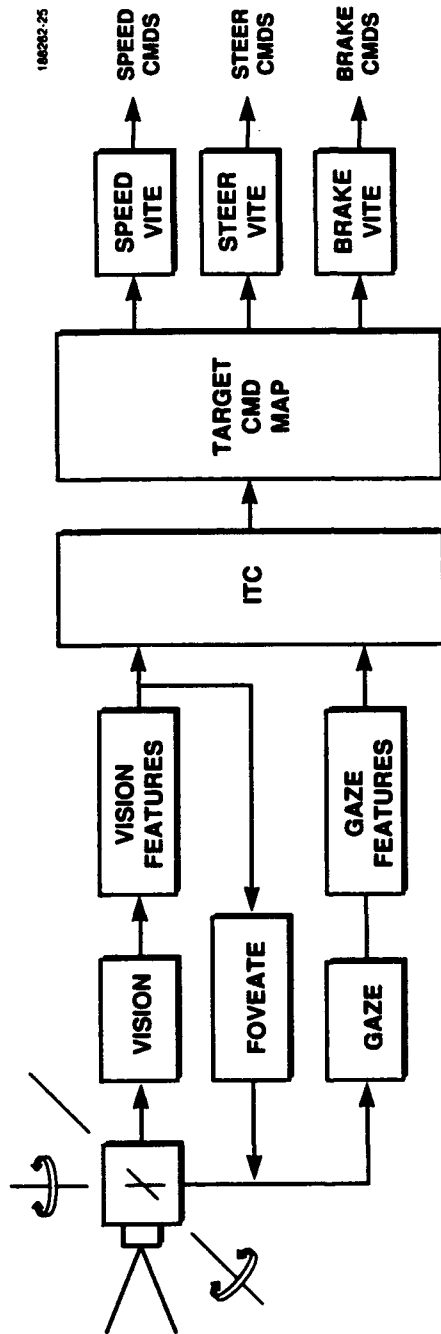 188262-25
VISION
VISION
FEATURES
FOVEATE
GAZE
GAZE
FEATURES
ITC
TARGET
CMD
MAP
SPEED
VITE
SPEED
CMDS
STEER
VITE
STEER
CMDS
BRAKE
VITE
BRAKE
CMDS